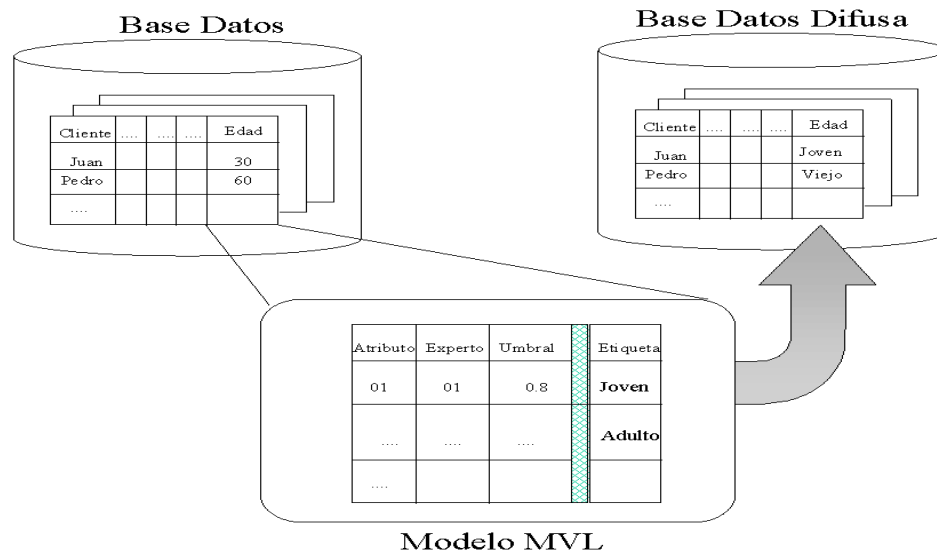 Base Datos
Cliente .... .... .... Edad
Juan 30
Pedro 60
....
Base Datos Difusa
Cliente .... .... .... Edad
Juan Joven
Pedro Viejo
....
Atributo Experto Umbral Etiqueta
01 01 0.8 Joven
.... .... .... Adulto
....
Modelo MVL